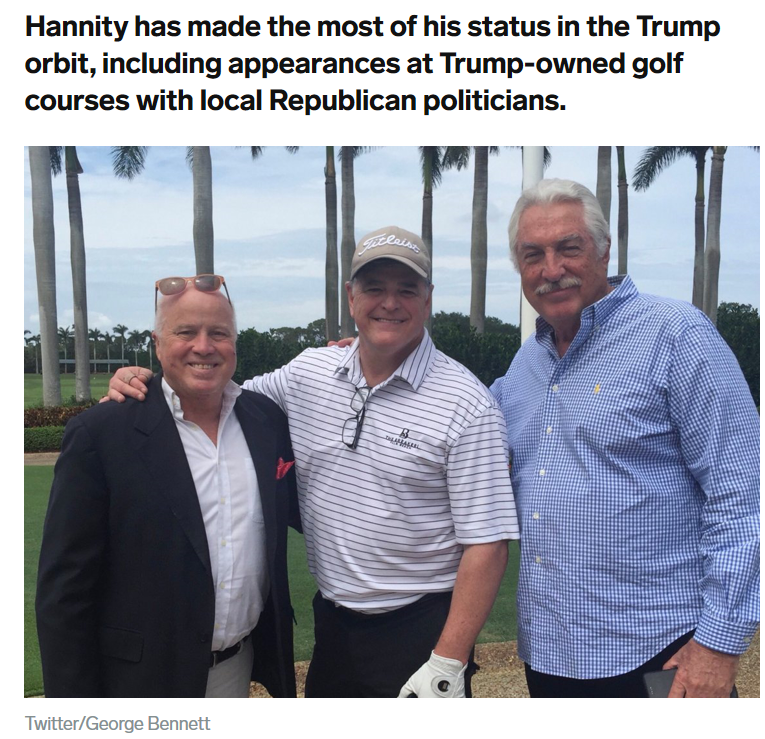 Hannity has made the most of his status in the Trump
orbit, including appearances at Trump-owned golf
courses with local Republican politicians.
Titleist
Twitter/George Bennett